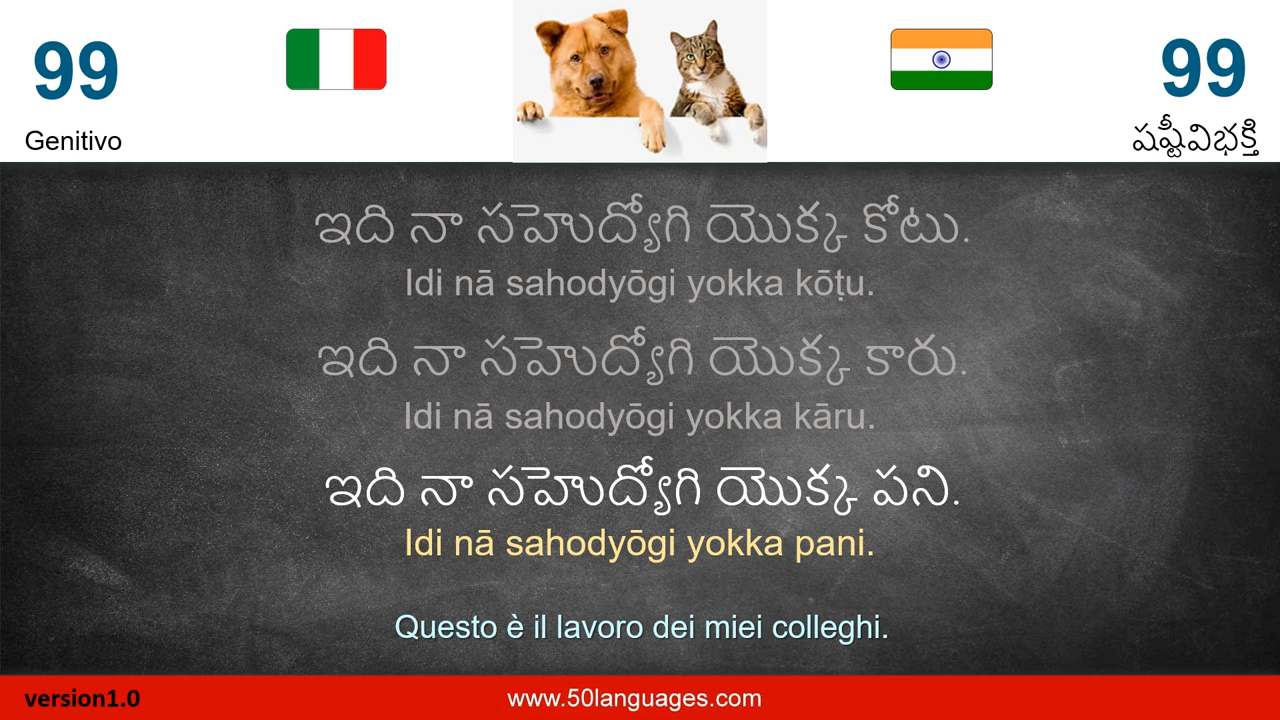 99
99
Genitivo
షష్టీవిభక్తి
ఇది నా సహెుద్యోగి యొక్క కోటు.
Idi nā sahodyōgi yokka kōṭu.
ఇది నా సహెుద్యోగి యొక్క కారు.
Idi nā sahodyōgi yokka kāru.
ఇది నా సహెుద్యోగి యొక్క పని.
Idi nā sahodyōgi yokka pani.
Questo è il lavoro dei miei colleghi.
version1.0
www.50languages.com